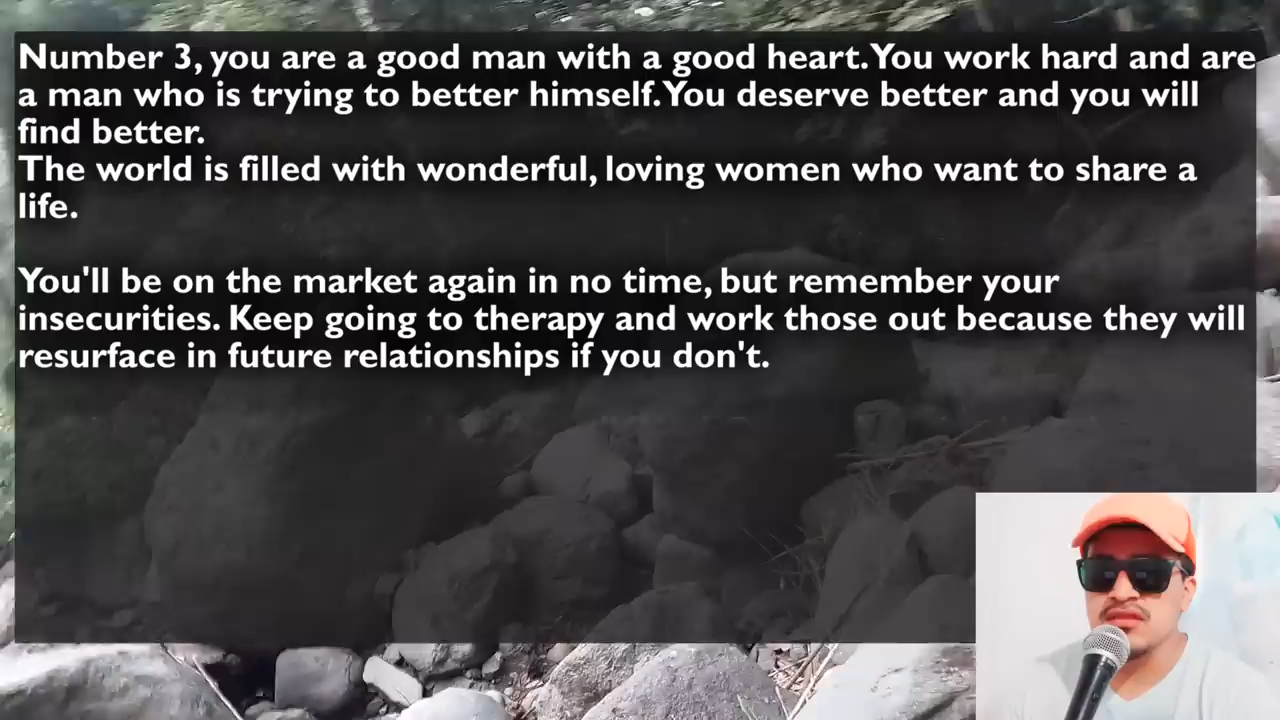 Number 3, you are a good man with a good heart. You work hard and are
a man who is trying to better himself. You deserve better and you will
find better.
The world is filled with wonderful, loving women who want to share a
life.
You'll be on the market again in no time, but remember your
insecurities. Keep going to therapy and work those out because they will
resurface in future relationships if you don't.